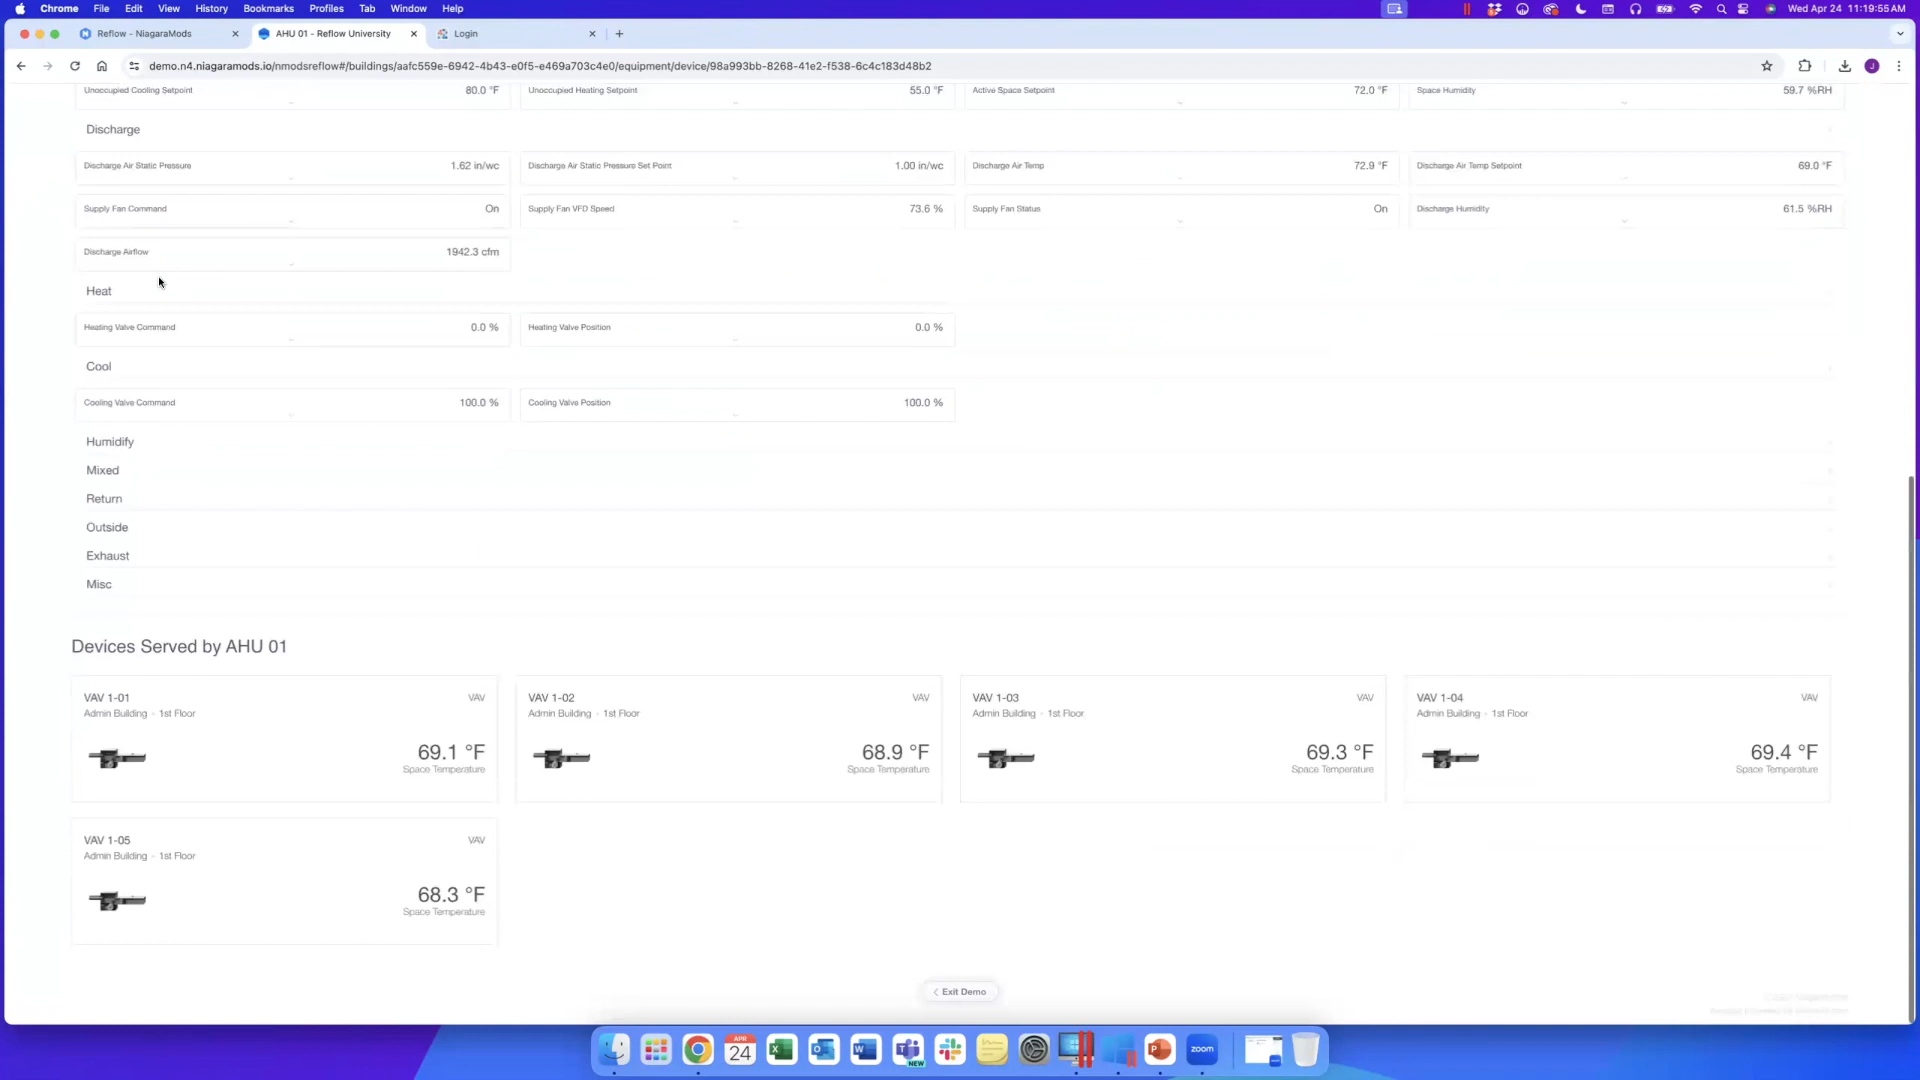 Chrome File Edit View History Bookmarks Profiles Tab Window Help Wed Apr 24 11:19:55 AM
Reflow - NiagaraMods AHU 01 - Reflow University Login
demo.n4.niagaramods.io/nmodsreflow#/buildings/aafc559e-6942-4b43-e0f5-e469a703c4e0/equipment/device/98a993bb-8268-41e2-f538-6c4c183d48b2
Unoccupied Cooling Setpoint 80.0 °F Unoccupied Heating Setpoint 55.0 °F Active Space Setpoint 72.0 °F Space Humidity 59.7 %RH
Discharge
Discharge Air Static Pressure 1.62 in/wc Discharge Air Static Pressure Set Point 1.00 in/wc Discharge Air Temp 72.9 °F Discharge Air Temp Setpoint 69.0 °F
Supply Fan Command On Supply Fan VFD Speed 73.6 % Supply Fan Status On Discharge Humidity 61.5 %RH
Discharge Airflow 1942.3 cfm
Heat
Heating Valve Command 0.0 % Heating Valve Position 0.0 %
Cool
Cooling Valve Command 100.0 % Cooling Valve Position 100.0 %
Humidify
Mixed
Return
Outside
Exhaust
Misc
Devices Served by AHU 01
VAV 1-01 VAV VAV 1-02 VAV VAV 1-03 VAV VAV 1-04 VAV
Admin Building - 1st Floor Admin Building - 1st Floor Admin Building - 1st Floor Admin Building - 1st Floor
69.1 °F 68.9 °F 69.3 °F 69.4 °F
Space Temperature Space Temperature Space Temperature Space Temperature
VAV 1-05 VAV
Admin Building - 1st Floor
68.3 °F
Space Temperature
Exit Demo
APR
24
NEW
zoom